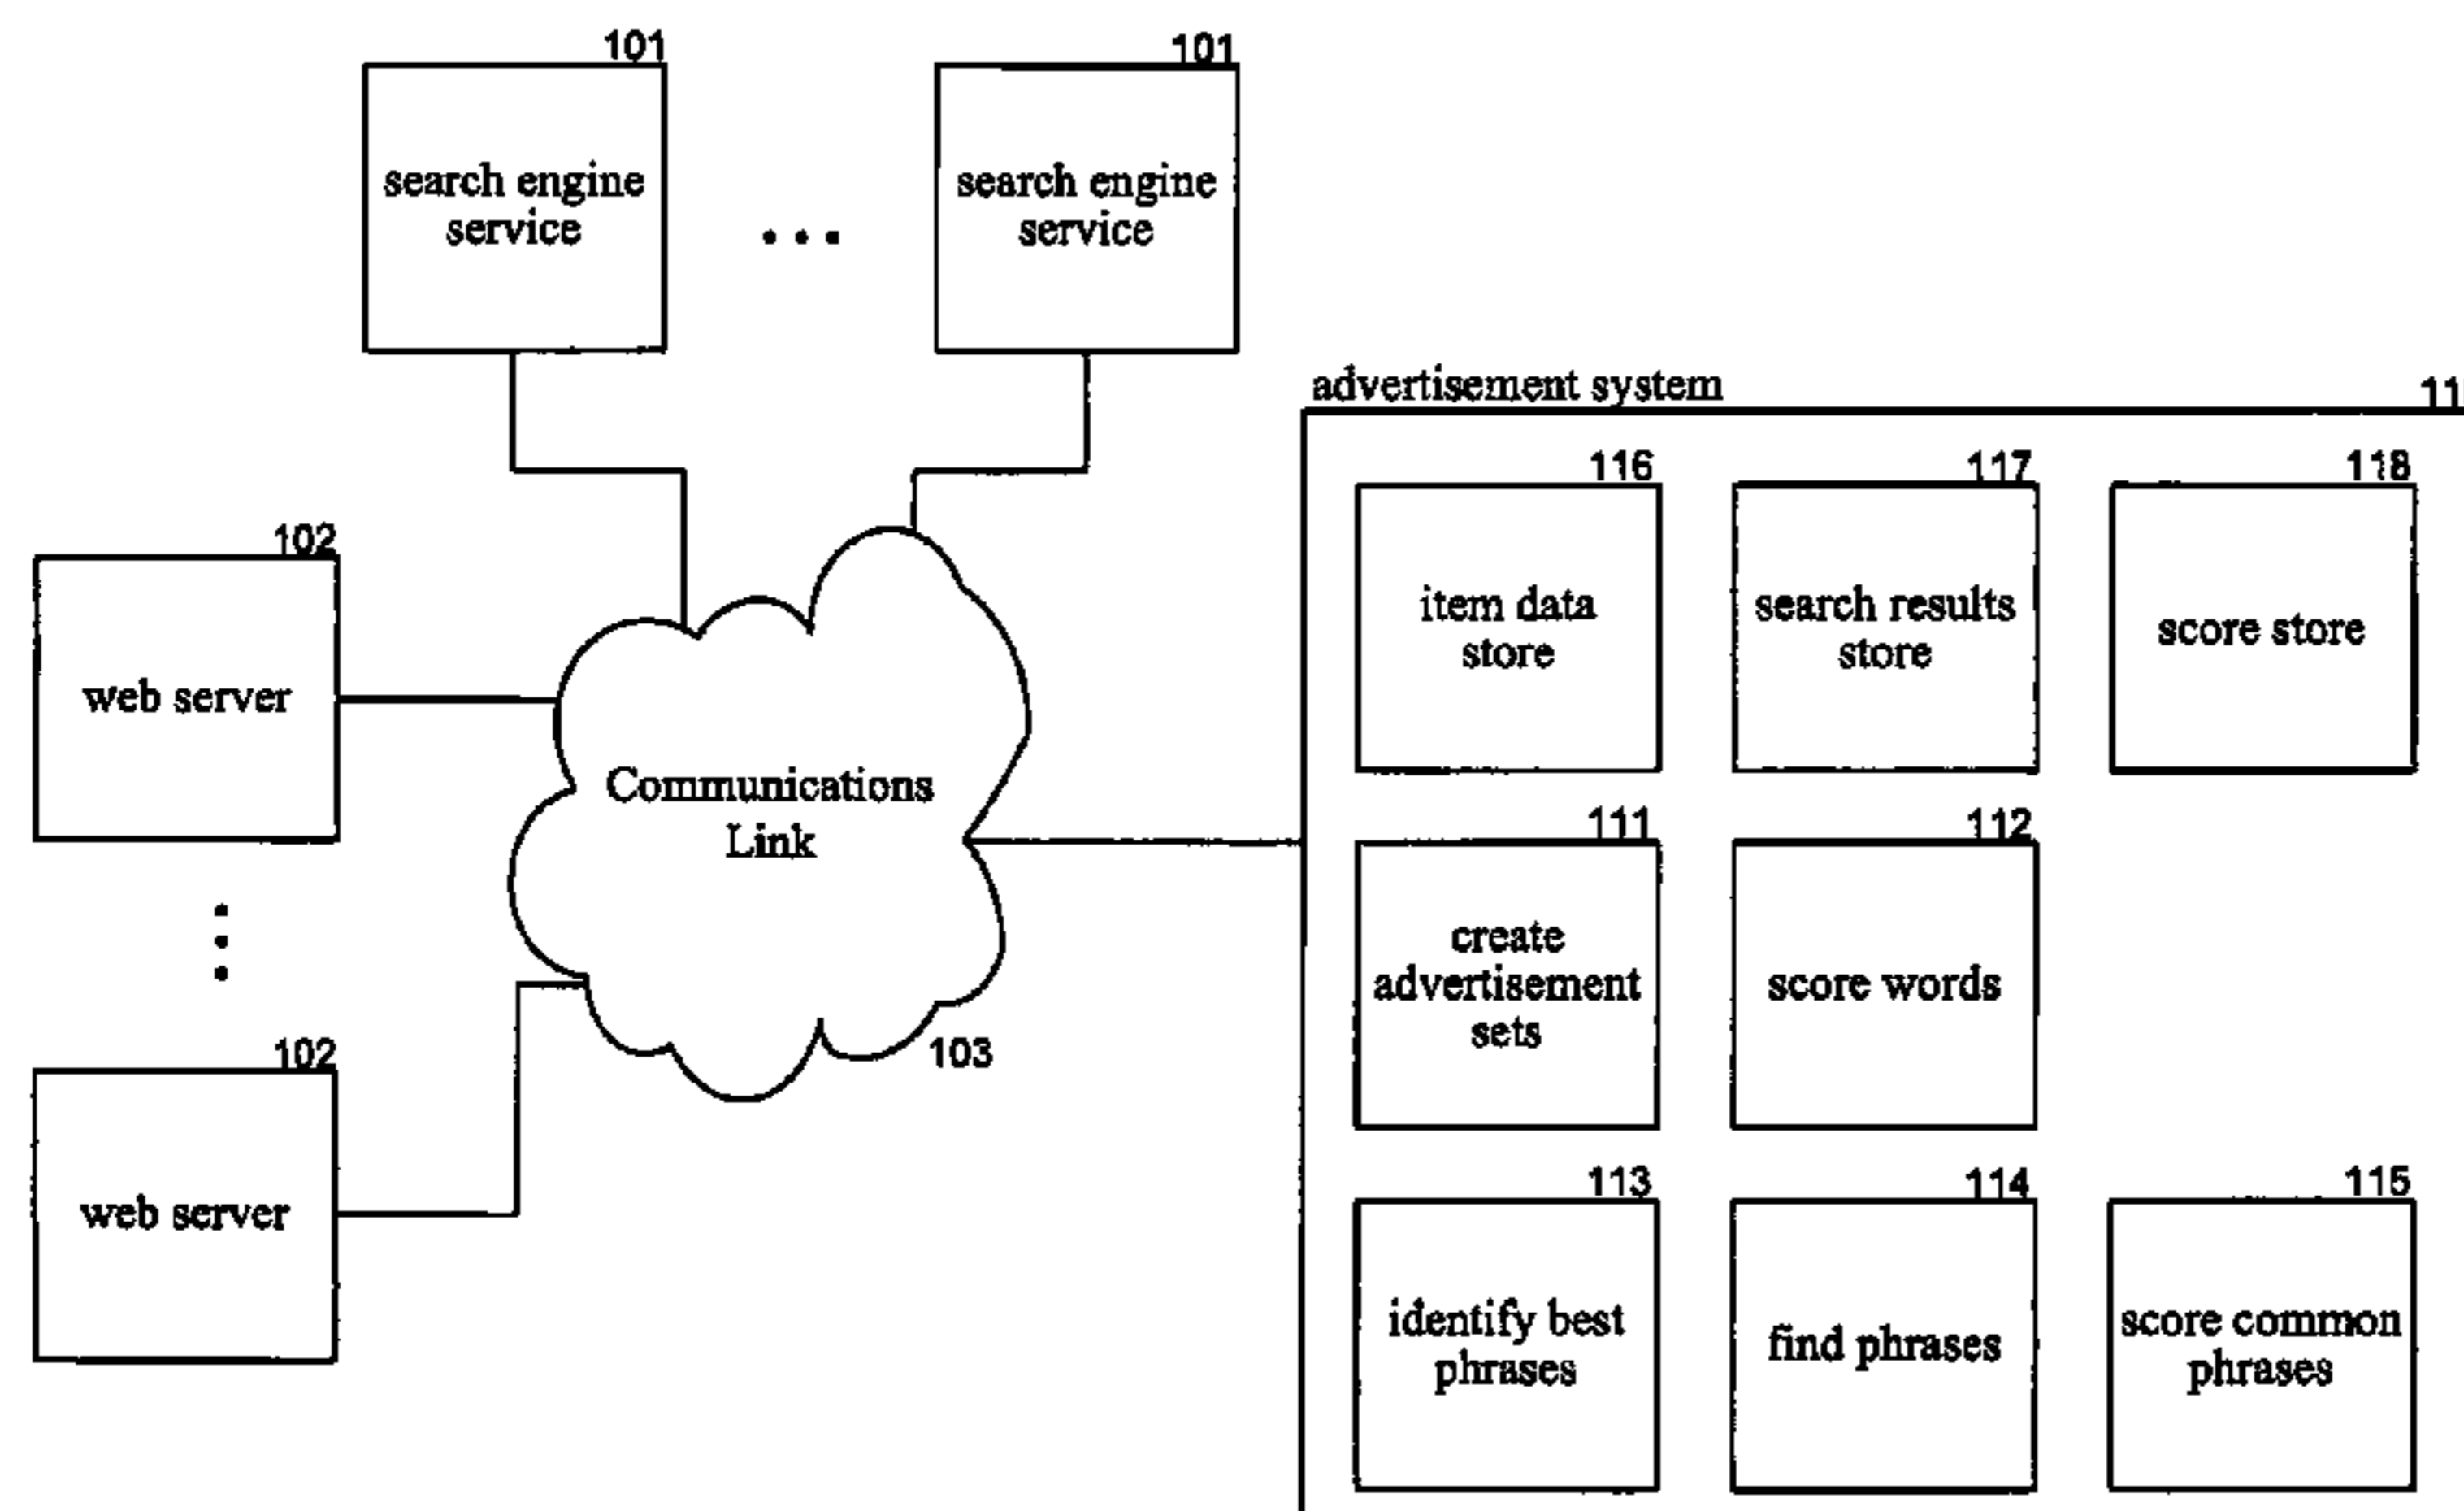 101
101
search engine
service
search engine
service
...
advertisement system
11
116
117
118
102
item data
store
search results
store
score store
web server
Communications
Link
111
112
create
advertisement
sets
score words
103
102
113
114
115
web server
identify best
phrases
find phrases
score common
phrases